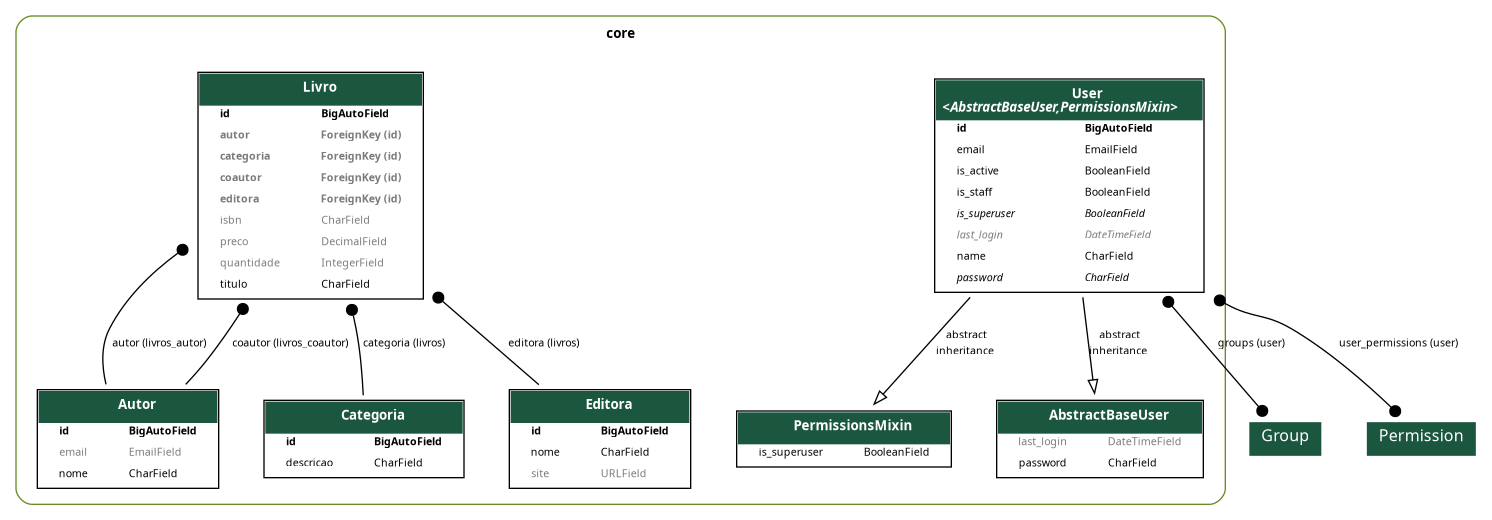 core
Livro
id BigAutoField
autor ForeignKey (id)
categoria ForeignKey (id)
coautor ForeignKey (id)
editora ForeignKey (id)
isbn CharField
preco DecimalField
quantidade IntegerField
titulo CharField
User
<AbstractBaseUser,PermissionsMixin>
id BigAutoField
email EmailField
is_active BooleanField
is_staff BooleanField
is_superuser BooleanField
last_login DateTimeField
name CharField
password CharField
autor (livros_autor)
coautor (livros_coautor)
categoria (livros)
editora (livros)
abstract
inheritance
abstract
inheritance
groups (user)
user_permissions (user)
Autor
id BigAutoField
email EmailField
nome CharField
Categoria
id BigAutoField
descricao CharField
Editora
id BigAutoField
nome CharField
site URLField
PermissionsMixin
is_superuser BooleanField
AbstractBaseUser
last_login DateTimeField
password CharField
Group
Permission